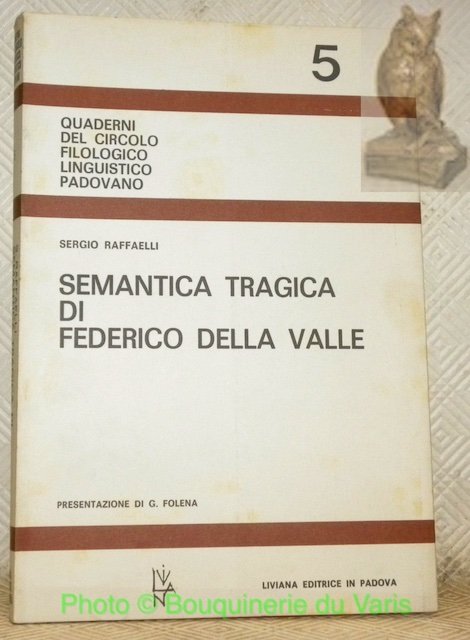 5
QUADERNI
DEL CIRCOLO
FILOLOGICO
LINGUISTICO
PADOVANO
SERGIO RAFFAELLI
SEMANTICA TRAGICA
DI
FEDERICO DELLA VALLE
PRESENTAZIONE DI G. FOLENA
LIVIANA EDITRICE IN PADOVA
Photo © Bouquinerie du Varis